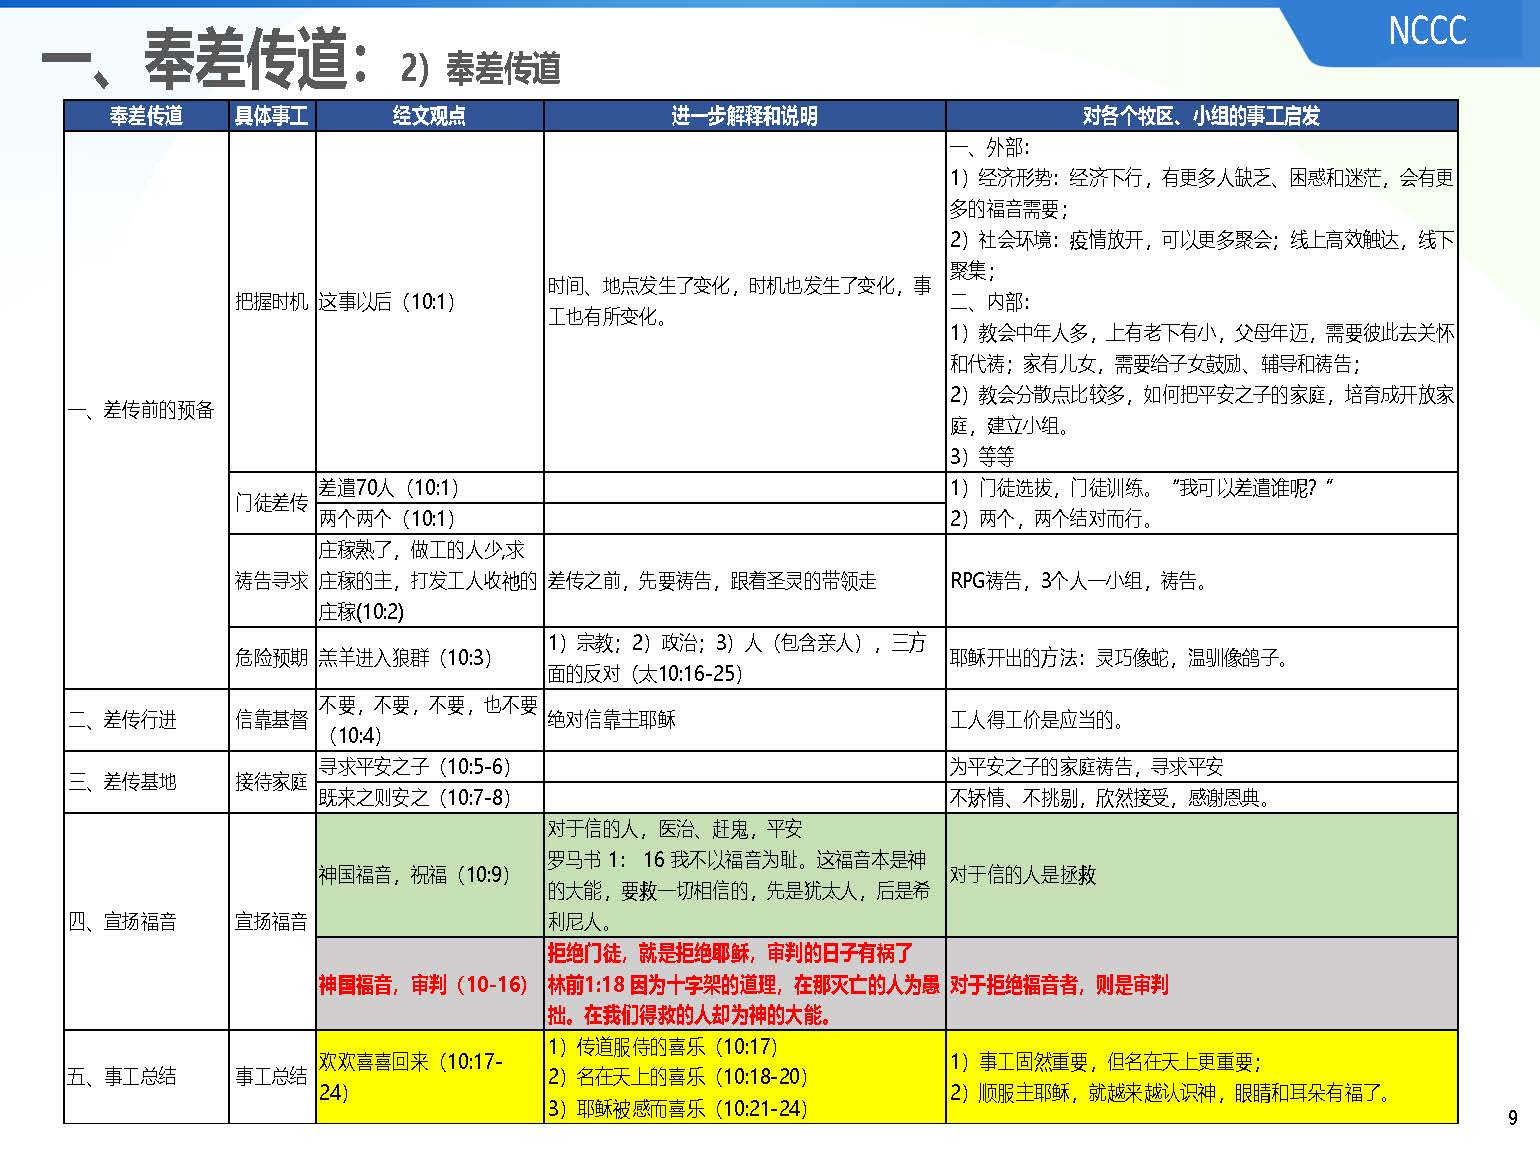 NCCC
一、奉差传道：2）奉差传道
奉差传道 具体事工 经文观点 进一步解释和说明 对各个牧区、小组的事工启发
一、差传前的预备
把握时机
这事以后（10:1）
时间、地点发生了变化，时机也发生了变化，事
工也有所变化。
一、外部：
1）经济形势：经济下行，有更多人缺乏、困惑和迷茫，会有更
多的福音需要；
2）社会环境：疫情放开，可以更多聚会；线上高效触达，线下
聚集；
二、内部：
1）教会中年人多，上有老下有小，父母年迈，需要彼此去关怀
和代祷；家有儿女，需要给子女鼓励、辅导和祷告；
2）教会分散点比较多，如何把平安之子的家庭，培育成开放家
庭，建立小组。
3）等等
门徒差传
差遣70人（10:1）
两个两个（10:1）
1）门徒选拔，门徒训练。“我可以差遣谁呢？“
2）两个，两个结对而行。
祷告寻求
庄稼熟了，做工的人少,求
庄稼的主，打发工人收祂的
庄稼(10:2)
差传之前，先要祷告，跟着圣灵的带领走
RPG祷告，3个人一小组，祷告。
危险预期
羔羊进入狼群（10:3）
1）宗教；2）政治；3）人（包含亲人），三方
面的反对（太10:16-25）
耶稣开出的方法：灵巧像蛇，温驯像鸽子。
二、差传行进
信靠基督
不要，不要，不要，也不要
（10:4）
绝对信靠主耶稣
工人得工价是应当的。
三、差传基地
接待家庭
寻求平安之子（10:5-6）
为平安之子的家庭祷告，寻求平安
既来之则安之（10:7-8）
不矫情、不挑剔，欣然接受，感谢恩典。
四、宣扬福音
宣扬福音
神国福音，祝福（10:9）
对于信的人，医治、赶鬼，平安
罗马书 1： 16 我不以福音为耻。这福音本是神
的大能，要救一切相信的，先是犹太人，后是希
利尼人。
对于信的人是拯救
神国福音，审判（10-16）
拒绝门徒，就是拒绝耶稣，审判的日子有祸了
林前1:18 因为十字架的道理，在那灭亡的人为愚
拙。在我们得救的人却为神的大能。
对于拒绝福音者，则是审判
五、事工总结
事工总结
欢欢喜喜回来（10:17-
24）
1）传道服侍的喜乐（10:17）
2）名在天上的喜乐（10:18-20）
3）耶稣被感而喜乐（10:21-24）
1）事工固然重要，但名在天上更重要；
2）顺服主耶稣，就越来越认识神，眼睛和耳朵有福了。
9